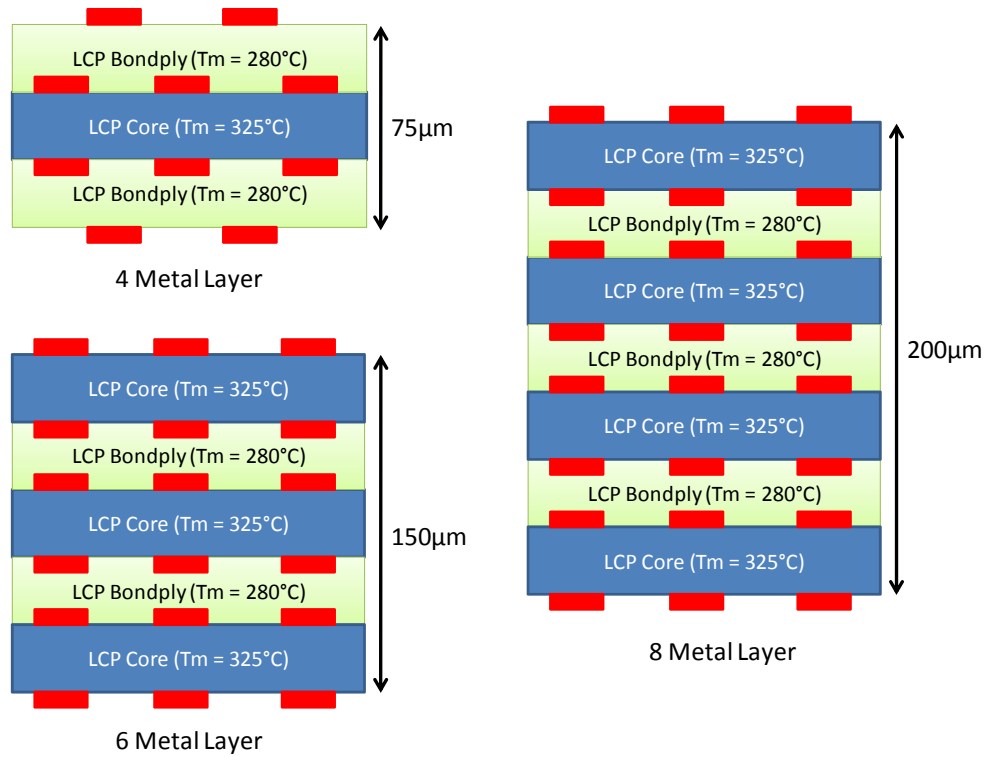 LCP Bondply (Tm = 280°C)
LCP Core (Tm = 325°C)
LCP Bondply (Tm = 280°C)
75µm
4 Metal Layer
LCP Core (Tm = 325°C)
LCP Bondply (Tm = 280°C)
LCP Core (Tm = 325°C)
LCP Bondply (Tm = 280°C)
LCP Core (Tm = 325°C)
150µm
6 Metal Layer
LCP Core (Tm = 325°C)
LCP Bondply (Tm = 280°C)
LCP Core (Tm = 325°C)
LCP Bondply (Tm = 280°C)
LCP Core (Tm = 325°C)
LCP Bondply (Tm = 280°C)
LCP Core (Tm = 325°C)
200µm
8 Metal Layer